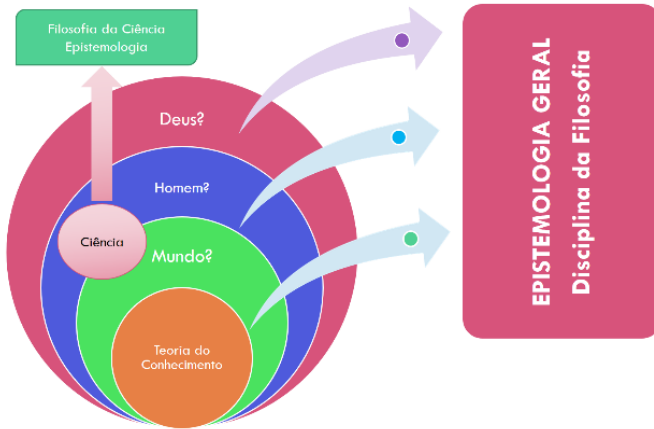 Filosofia da Ciência
Epistemologia
Deus?
Homem?
Ciência
Mundo?
Teoria do
Conhecimento
EPISTEMOLOGIA GERAL
Disciplina da Filosofia